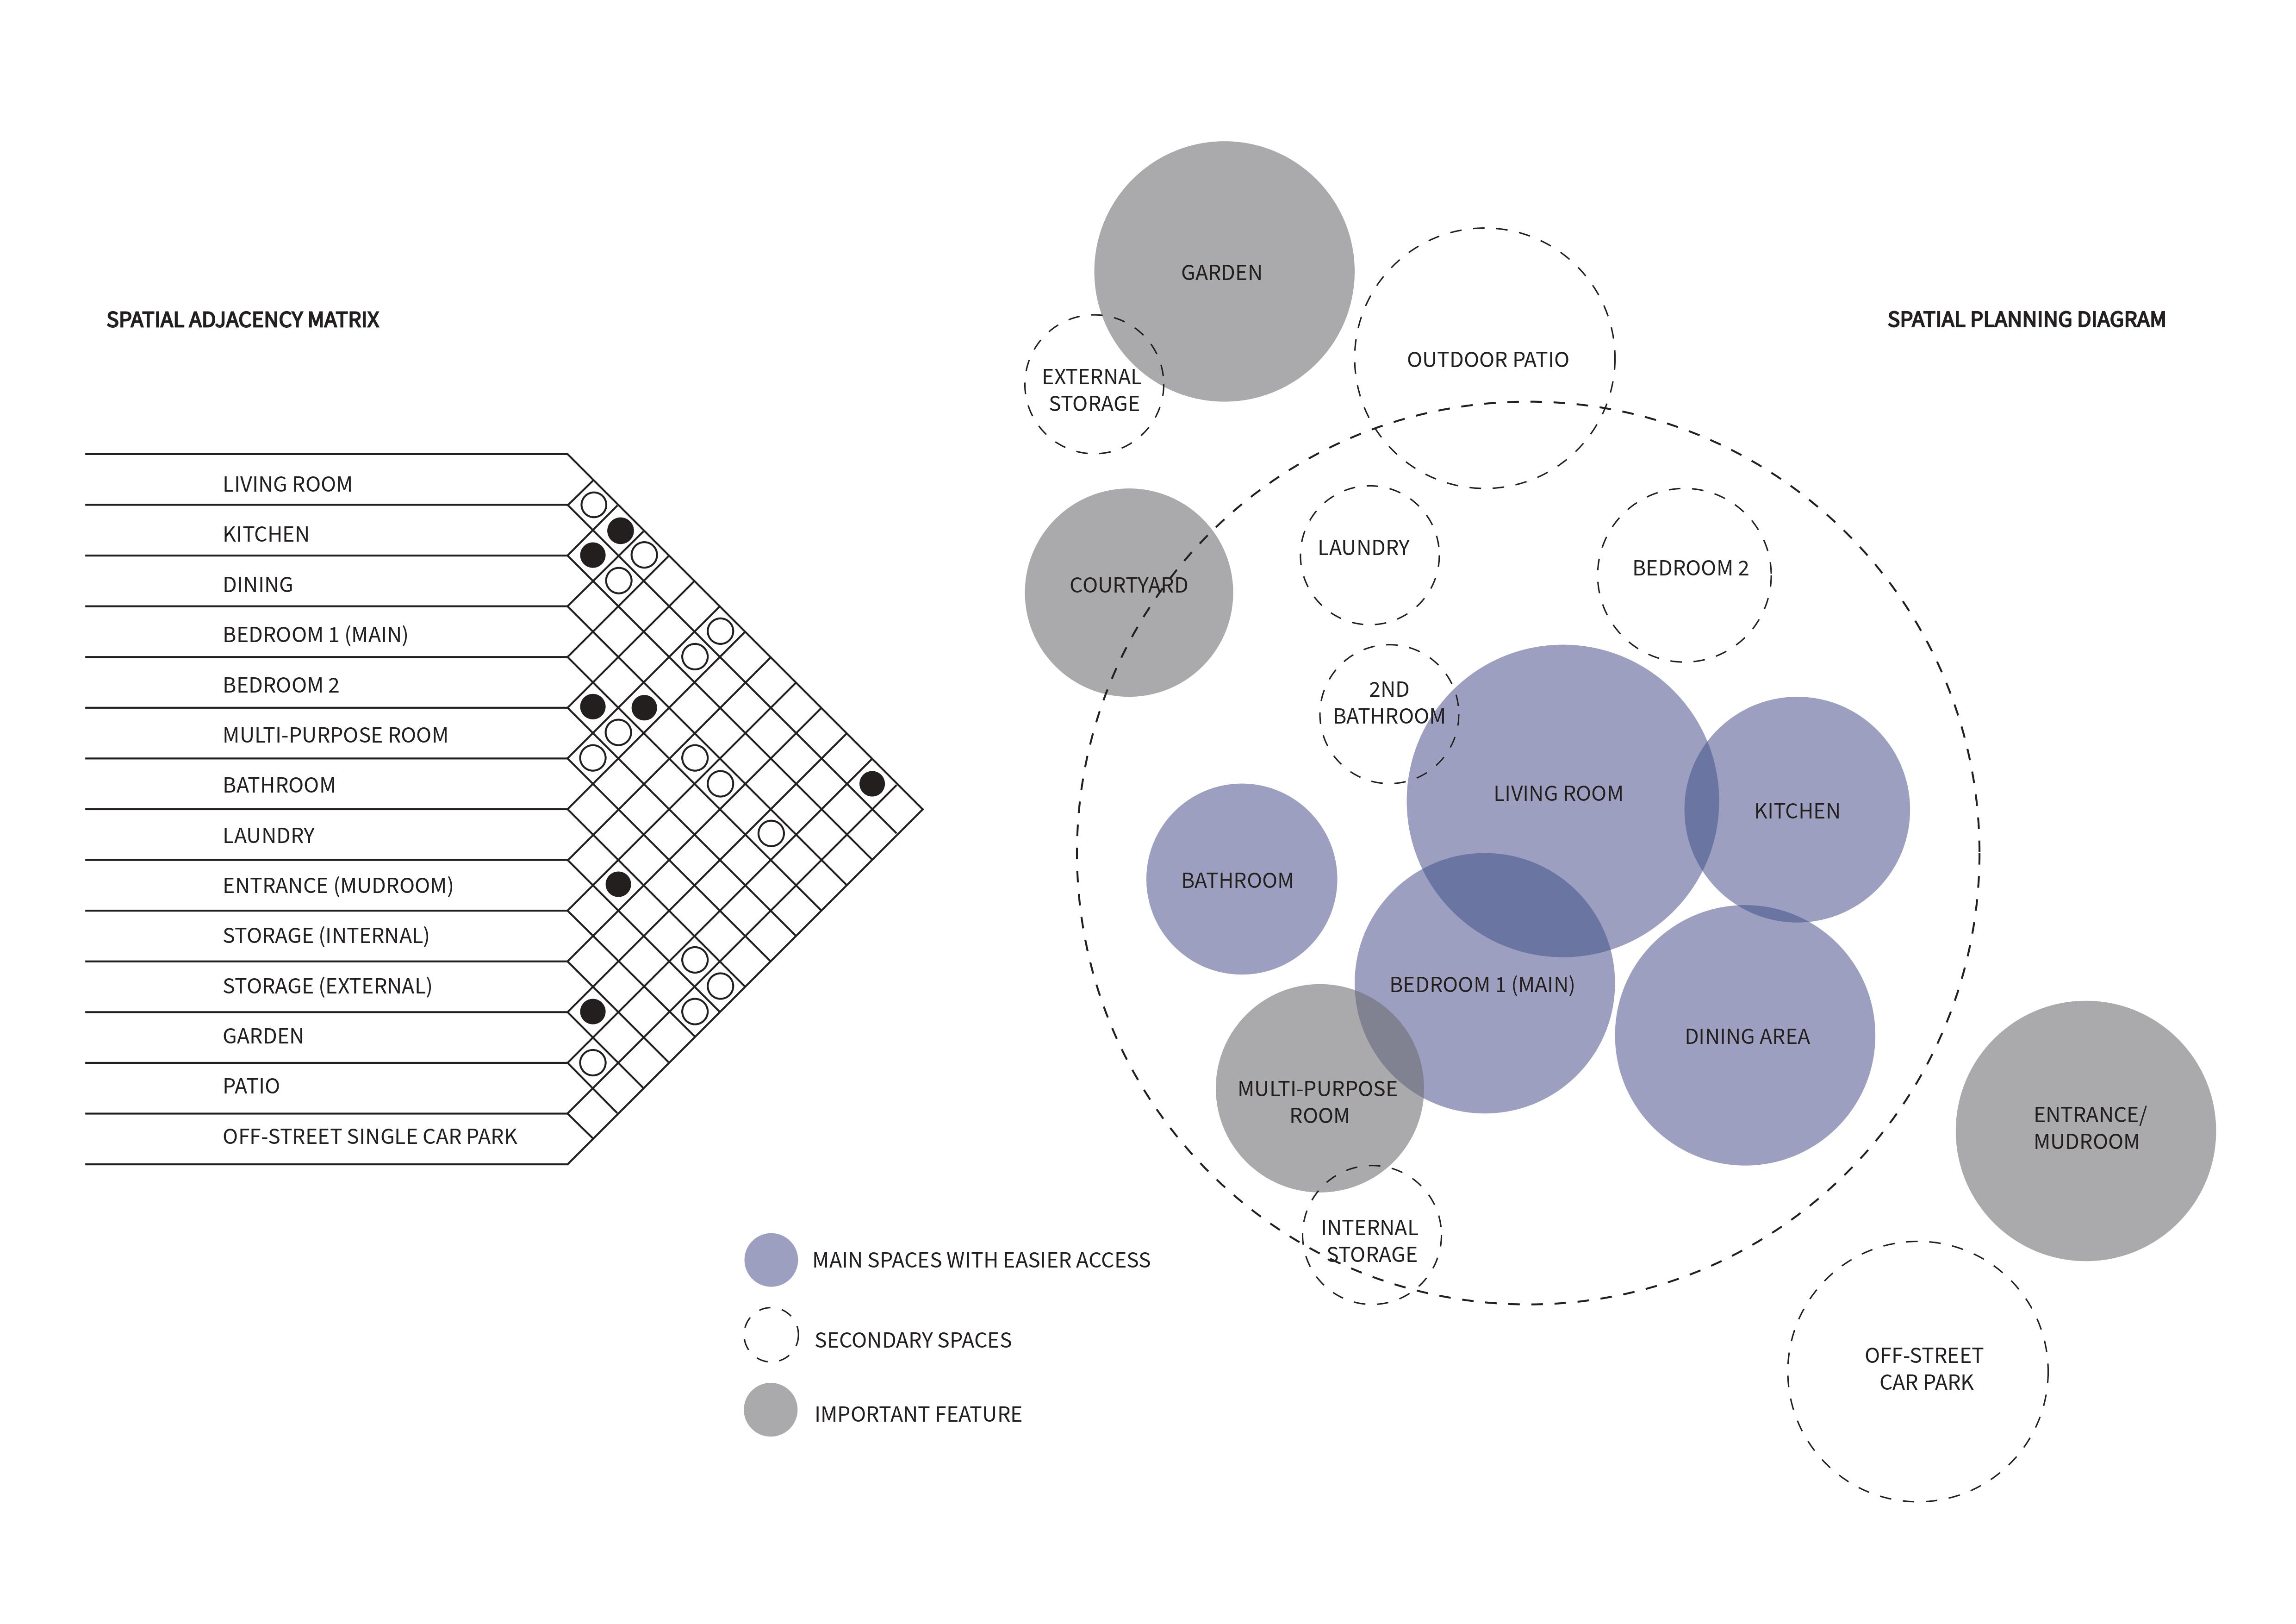 SPATIAL ADJACENCY MATRIX
LIVING ROOM
KITCHEN
DINING
BEDROOM 1 (MAIN)
BEDROOM 2
MULTI-PURPOSE ROOM
BATHROOM
LAUNDRY
ENTRANCE (MUDROOM)
STORAGE (INTERNAL)
STORAGE (EXTERNAL)
GARDEN
PATIO
OFF-STREET SINGLE CAR PARK
MAIN SPACES WITH EASIER ACCESS
SECONDARY SPACES
IMPORTANT FEATURE
SPATIAL PLANNING DIAGRAM
GARDEN
OUTDOOR PATIO
EXTERNAL
STORAGE
COURTYARD
LAUNDRY
BEDROOM 2
2ND
BATHROOM
LIVING ROOM
KITCHEN
BATHROOM
BEDROOM 1 (MAIN)
DINING AREA
MULTI-PURPOSE
ROOM
ENTRANCE/
MUDROOM
INTERNAL
STORAGE
OFF-STREET
CAR PARK